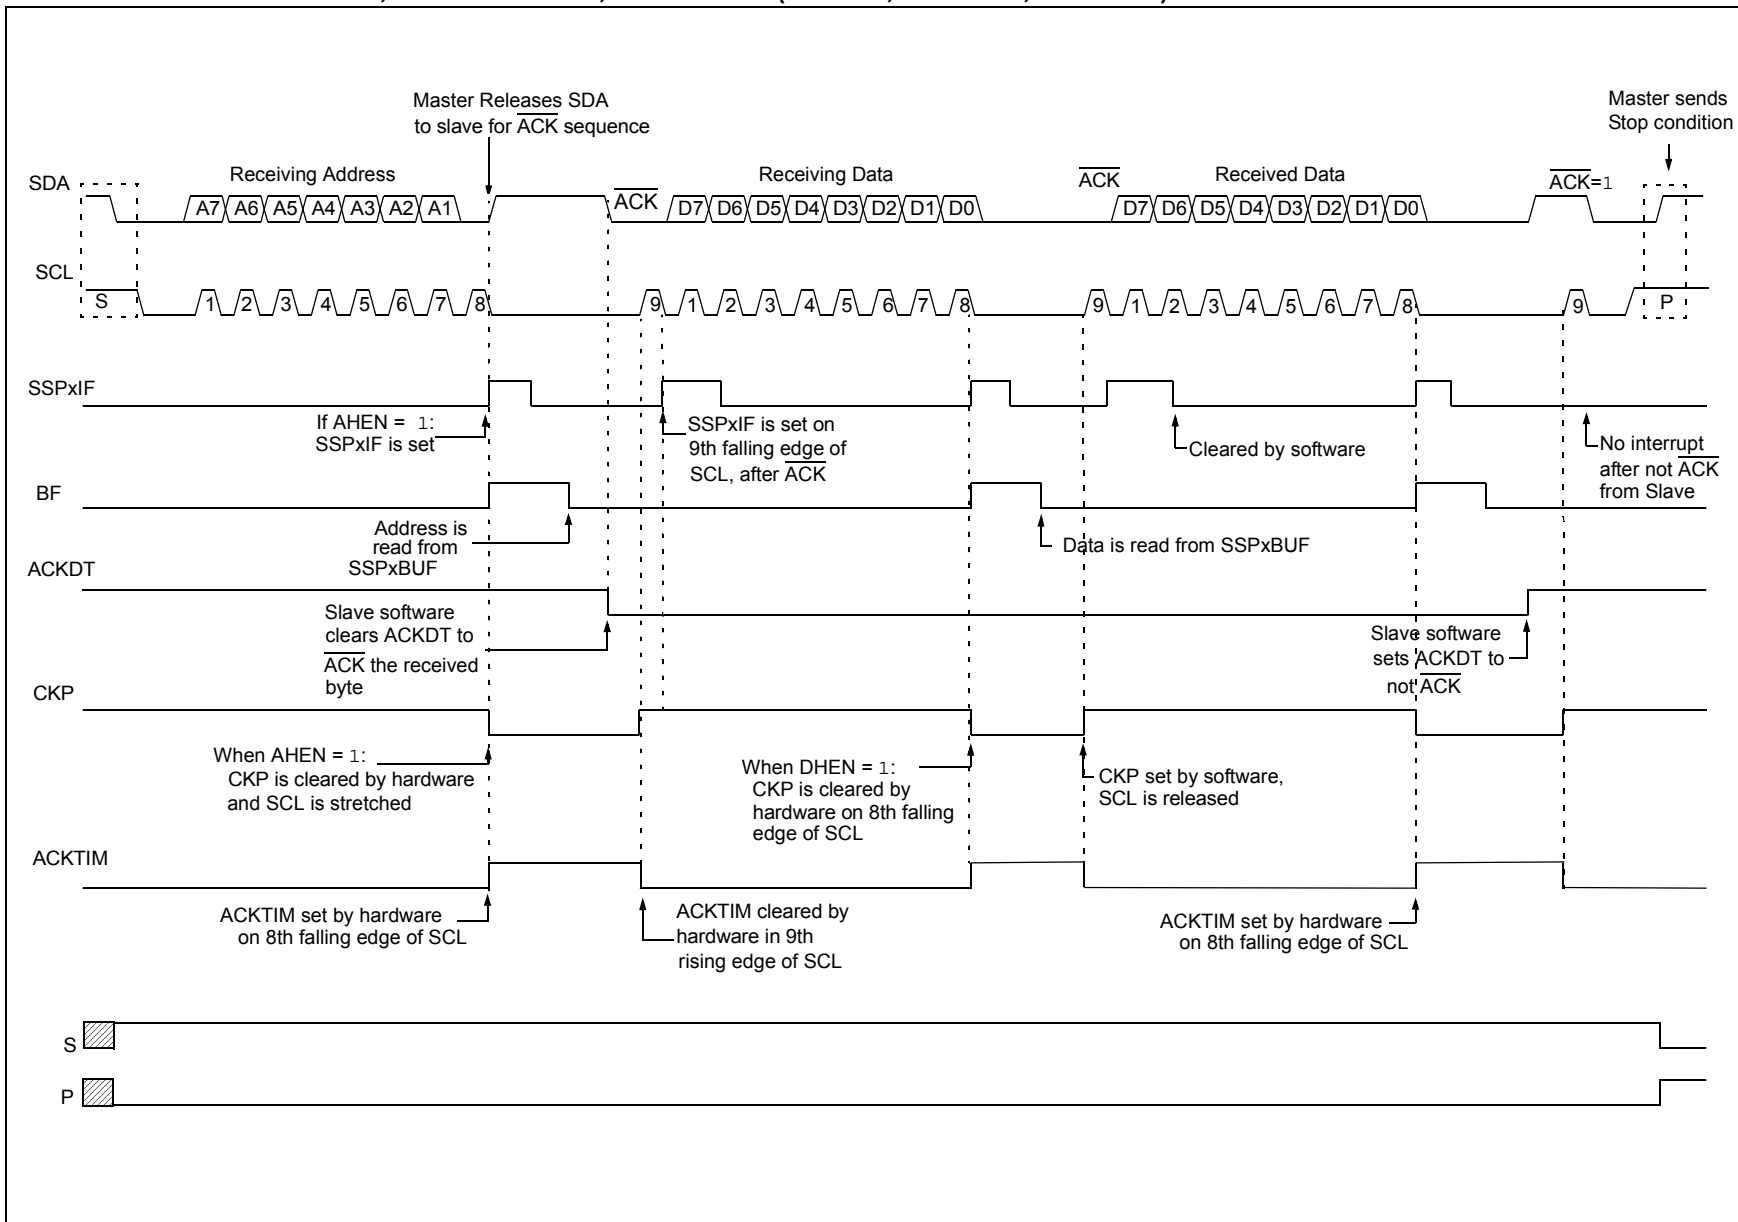 Master Releases SDA
to slave for ACK sequence
Master sends
Stop condition
SDA
Receiving Address
ACK
Receiving Data
ACK
Received Data
ACK=1
A7 A6 A5 A4 A3 A2 A1
D7 D6 D5 D4 D3 D2 D1 D0
D7 D6 D5 D4 D3 D2 D1 D0
SCL
S
1 2 3 4 5 6 7 8
9 1 2 3 4 5 6 7 8
9 1 2 3 4 5 6 7 8
9
P
SSPxIF
If AHEN = 1:
SSPxIF is set
SSPxIF is set on
9th falling edge of
SCL, after ACK
Cleared by software
No interrupt
after not ACK
from Slave
BF
Address is
read from
SSPxBUF
Data is read from SSPxBUF
ACKDT
Slave software
clears ACKDT to
ACK the received
byte
Slave software
sets ACKDT to
not ACK
CKP
When AHEN = 1:
CKP is cleared by hardware
and SCL is stretched
When DHEN = 1:
CKP is cleared by
hardware on 8th falling
edge of SCL
CKP set by software,
SCL is released
ACKTIM
ACKTIM set by hardware
on 8th falling edge of SCL
ACKTIM cleared by
hardware in 9th
rising edge of SCL
ACKTIM set by hardware
on 8th falling edge of SCL
S
P